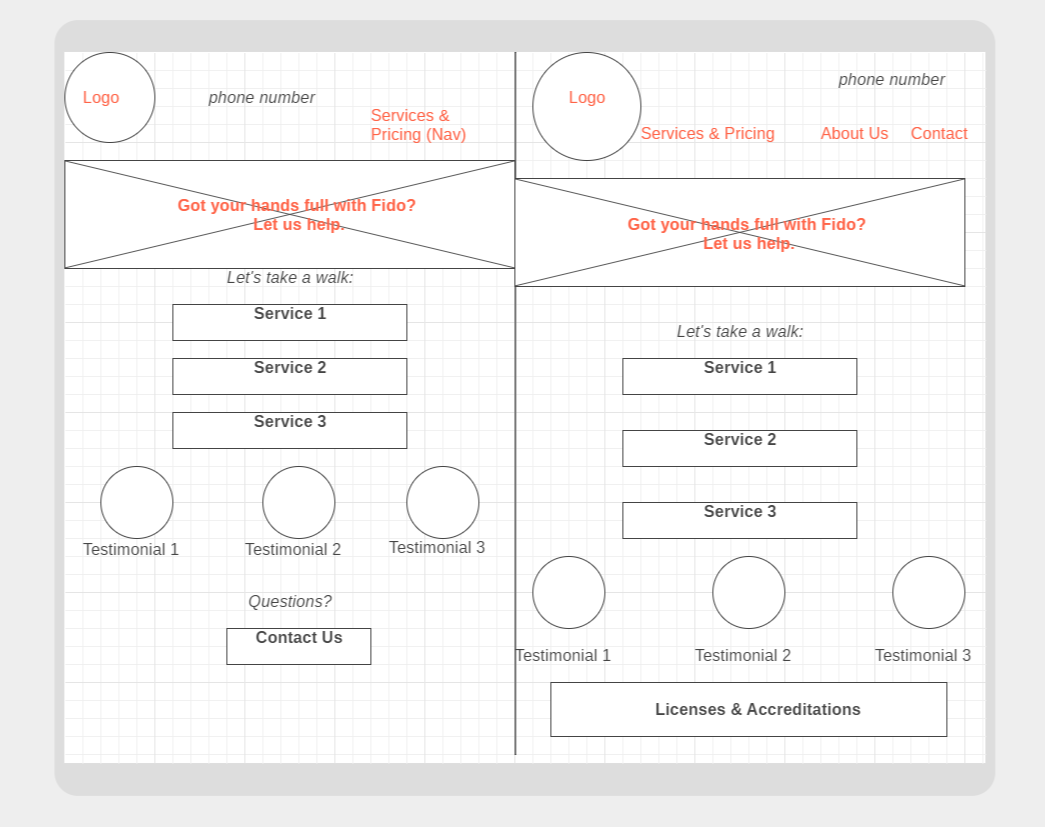 Logo
phone number
Services &
Pricing (Nav)
Got your hands full with Fido?
Let us help.
Let's take a walk:
Service 1
Service 2
Service 3
Testimonial 1
Testimonial 2
Testimonial 3
Questions?
Contact Us
Logo
phone number
Services & Pricing
About Us
Contact
Got your hands full with Fido?
Let us help.
Let's take a walk:
Service 1
Service 2
Service 3
Testimonial 1
Testimonial 2
Testimonial 3
Licenses & Accreditations